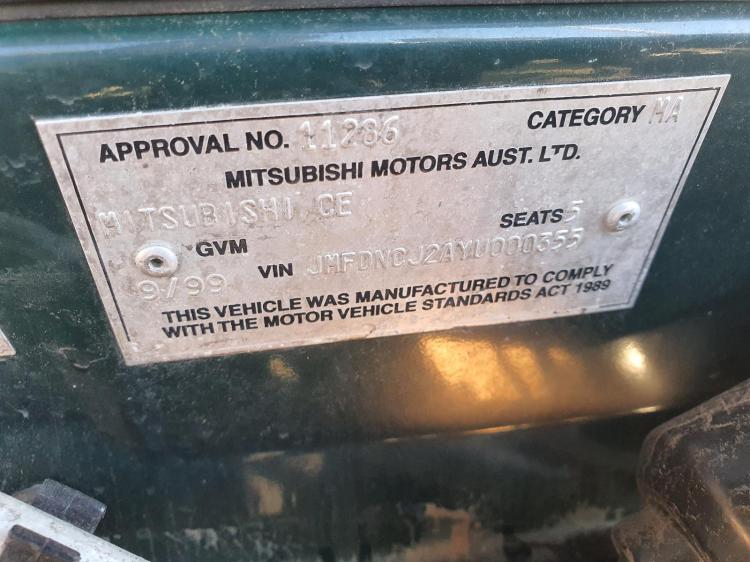 APPROVAL NO. 11286 CATEGORY MA
MITSUBISHI MOTORS AUST. LTD.
MITSUBISHI CE SEATS 5
GVM
9/99 VIN JMFDNCJ2AYU000355
THIS VEHICLE WAS MANUFACTURED TO COMPLY
WITH THE MOTOR VEHICLE STANDARDS ACT 1989